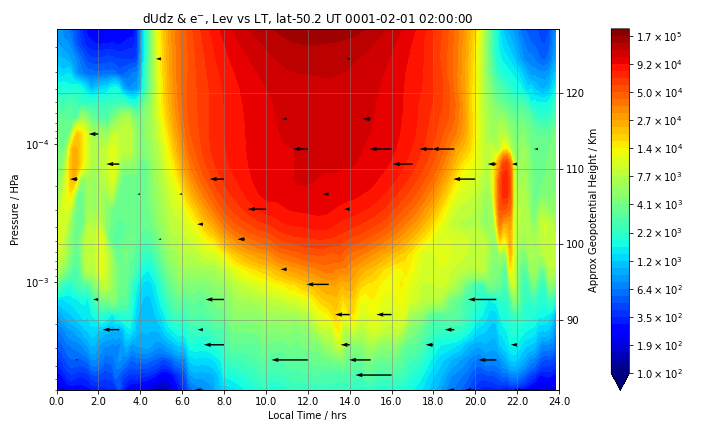 dUdz & e⁻, Lev vs LT, lat-50.2 UT 0001-02-01 02:00:00
Pressure / HPa
10⁻⁴
10⁻³
0.0 2.0 4.0 6.0 8.0 10.0 12.0 14.0 16.0 18.0 20.0 22.0 24.0
Local Time / hrs
120
110
100
90
Approx Geopotential Height / Km
1.7 × 10⁵
9.2 × 10⁴
5.0 × 10⁴
2.7 × 10⁴
1.4 × 10⁴
7.7 × 10³
4.1 × 10³
2.2 × 10³
1.2 × 10³
6.4 × 10²
3.5 × 10²
1.9 × 10²
1.0 × 10²